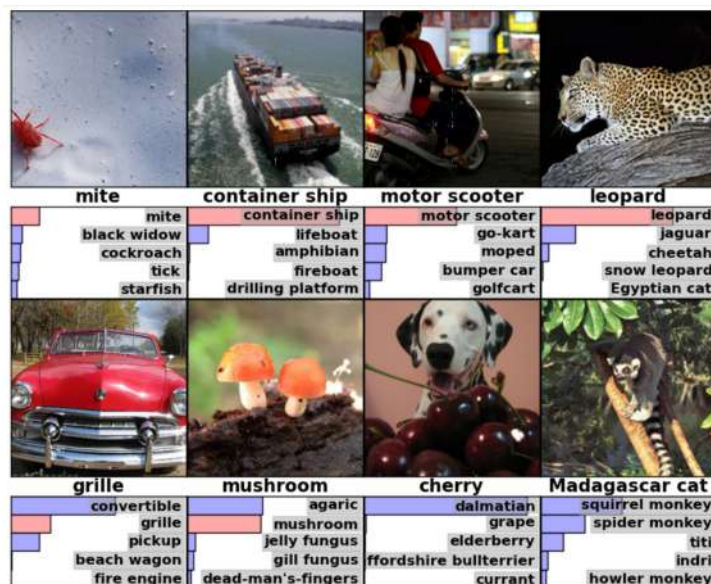 mite
container ship
motor scooter
leopard
mite
black widow
cockroach
tick
starfish
container ship
lifeboat
amphibian
fireboat
drilling platform
motor scooter
go-kart
moped
bumper car
golfcart
leopard
jaguar
cheetah
snow leopard
Egyptian cat
grille
mushroom
cherry
Madagascar cat
convertible
grille
pickup
beach wagon
fire engine
agaric
mushroom
jelly fungus
gill fungus
dead-man's-fingers
dalmatian
grape
elderberry
ffordshire bullterrier
currant
squirrel monkey
spider monkey
titi
indri
howler monkey